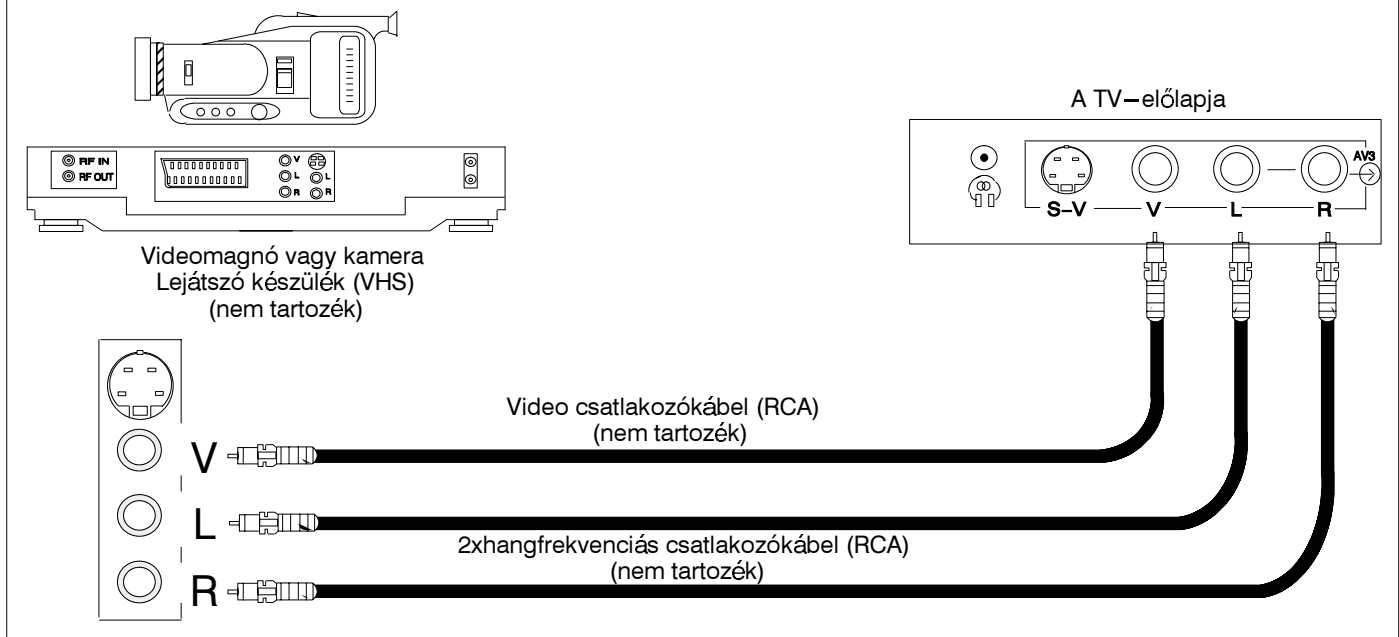 A TV-előlapja
RF IN
RF OUT
V
L
R
L
R
AV3
S-V V L R
Videomagnó vagy kamera
Lejátszó készülék (VHS)
(nem tartozék)
Video csatlakozókábel (RCA)
(nem tartozék)
V
L
2xhangfrekvenciás csatlakozókábel (RCA)
(nem tartozék)
R